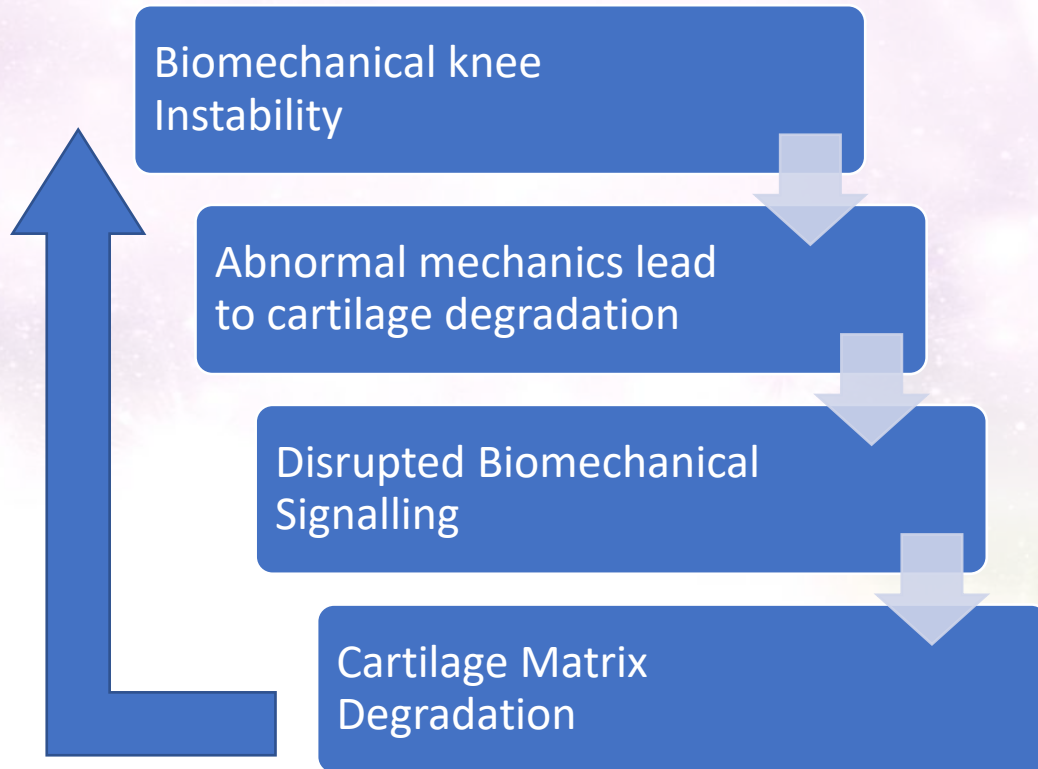 Biomechanical knee
Instability
Abnormal mechanics lead
to cartilage degradation
Disrupted Biomechanical
Signalling
Cartilage Matrix
Degradation